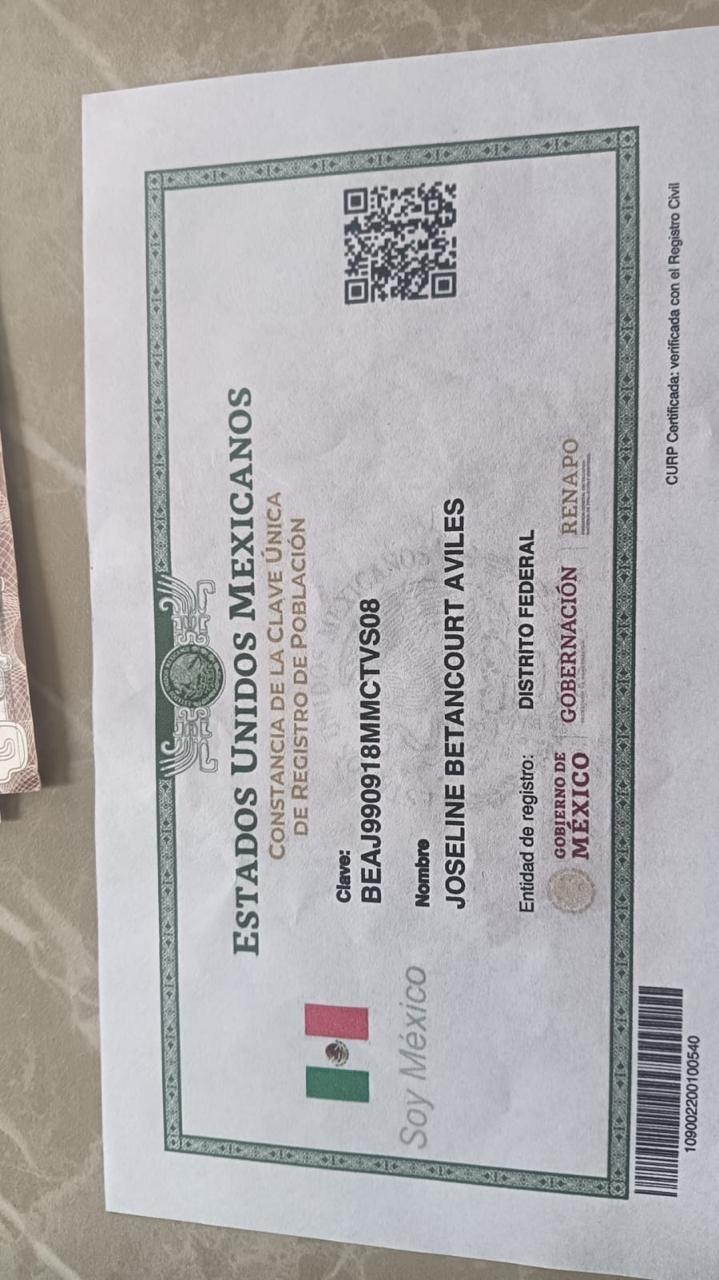 ESTADOS UNIDOS MEXICANOS
CONSTANCIA DE LA CLAVE ÚNICA
DE REGISTRO DE POBLACIÓN
Soy México
Clave:
BEAJ990918MMCTVS08
Nombre
JOSELINE BETANCOURT AVILES
Entidad de registro: DISTRITO FEDERAL
GOBIERNO DE
MÉXICO
GOBERNACIÓN
RENAPO
109002200100540
CURP Certificada: verificada con el Registro Civil